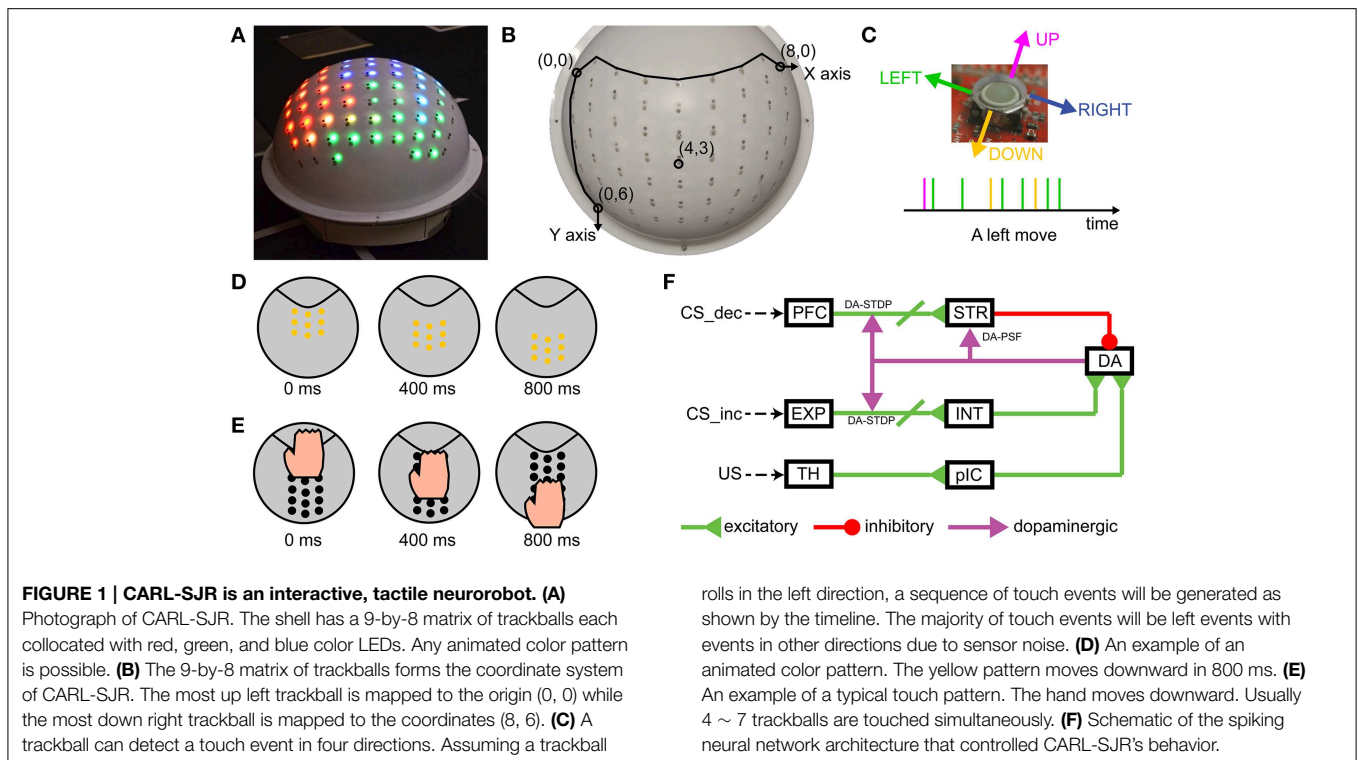 A
B
(0,0)
(8,0)
X axis
(4,3)
(0,6)
Y axis
C
UP
LEFT
RIGHT
DOWN
time
A left move
D
0 ms
400 ms
800 ms
E
0 ms
400 ms
800 ms
F
CS_dec
PFC
DA-STDP
STR
DA-PSF
DA
CS_inc
EXP
DA-STDP
INT
US
TH
pIC
excitatory
inhibitory
dopaminergic
FIGURE 1 | CARL-SJR is an interactive, tactile neurorobot. (A)
Photograph of CARL-SJR. The shell has a 9-by-8 matrix of trackballs each
collocated with red, green, and blue color LEDs. Any animated color pattern
is possible. (B) The 9-by-8 matrix of trackballs forms the coordinate system
of CARL-SJR. The most up left trackball is mapped to the origin (0, 0) while
the most down right trackball is mapped to the coordinates (8, 6). (C) A
trackball can detect a touch event in four directions. Assuming a trackball
rolls in the left direction, a sequence of touch events will be generated as
shown by the timeline. The majority of touch events will be left events with
events in other directions due to sensor noise. (D) An example of an
animated color pattern. The yellow pattern moves downward in 800 ms. (E)
An example of a typical touch pattern. The hand moves downward. Usually
4 ~ 7 trackballs are touched simultaneously. (F) Schematic of the spiking
neural network architecture that controlled CARL-SJR's behavior.